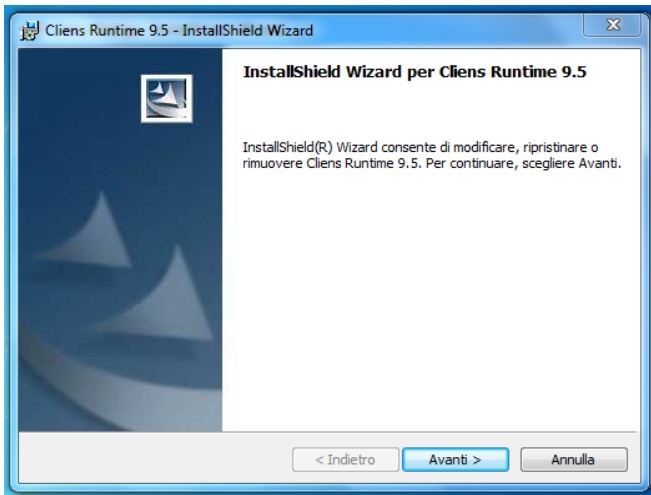 Cliens Runtime 9.5 - InstallShield Wizard
InstallShield Wizard per Cliens Runtime 9.5
InstallShield(R) Wizard consente di modificare, ripristinare o
rimuovere Cliens Runtime 9.5. Per continuare, scegliere Avanti.
< Indietro Avanti > Annulla